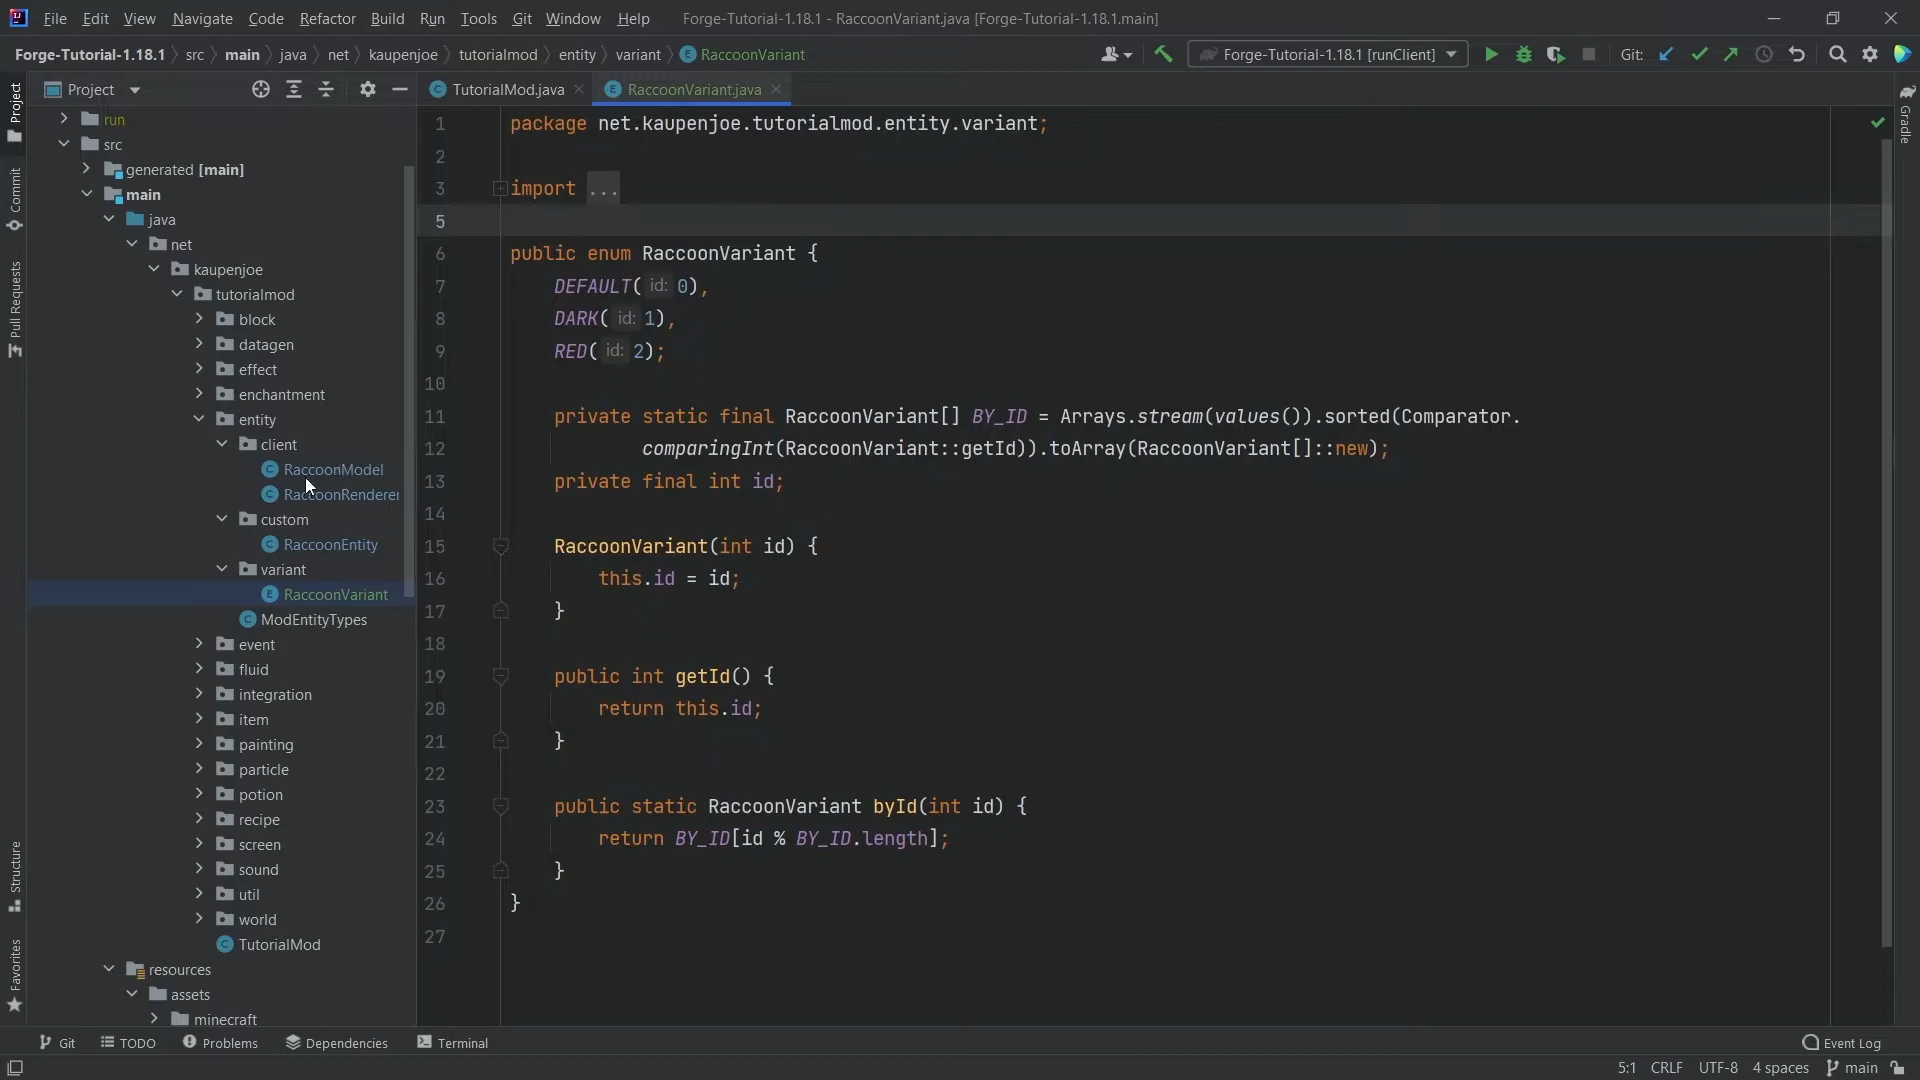 File Edit View Navigate Code Refactor Build Run Tools Git Window Help Forge-Tutorial-1.18.1 - RaccoonVariant.java [Forge-Tutorial-1.18.1.main]
Forge-Tutorial-1.18.1 src main java net kaupenjoe tutorialmod entity variant RaccoonVariant Forge-Tutorial-1.18.1 [runClient] Git:
Project
TutorialMod.java RaccoonVariant.java
Project
Commit
Pull Requests
Structure
Favorites
run
src
generated [main]
main
java
net
kaupenjoe
tutorialmod
block
datagen
effect
enchantment
entity
client
RaccoonModel
RaccoonRenderer
custom
RaccoonEntity
variant
RaccoonVariant
ModEntityTypes
event
fluid
integration
item
painting
particle
potion
recipe
screen
sound
util
world
TutorialMod
resources
assets
minecraft
1 package net.kaupenjoe.tutorialmod.entity.variant;
2
3 import ...
5
6 public enum RaccoonVariant {
7 DEFAULT( id: 0),
8 DARK( id: 1),
9 RED( id: 2);
10
11 private static final RaccoonVariant[] BY_ID = Arrays.stream(values()).sorted(Comparator.
12 comparingInt(RaccoonVariant::getId)).toArray(RaccoonVariant[]::new);
13 private final int id;
14
15 RaccoonVariant(int id) {
16 this.id = id;
17 }
18
19 public int getId() {
20 return this.id;
21 }
22
23 public static RaccoonVariant byId(int id) {
24 return BY_ID[id % BY_ID.length];
25 }
26 }
27
Gradle
Git TODO Problems Dependencies Terminal Event Log
5:1 CRLF UTF-8 4 spaces main